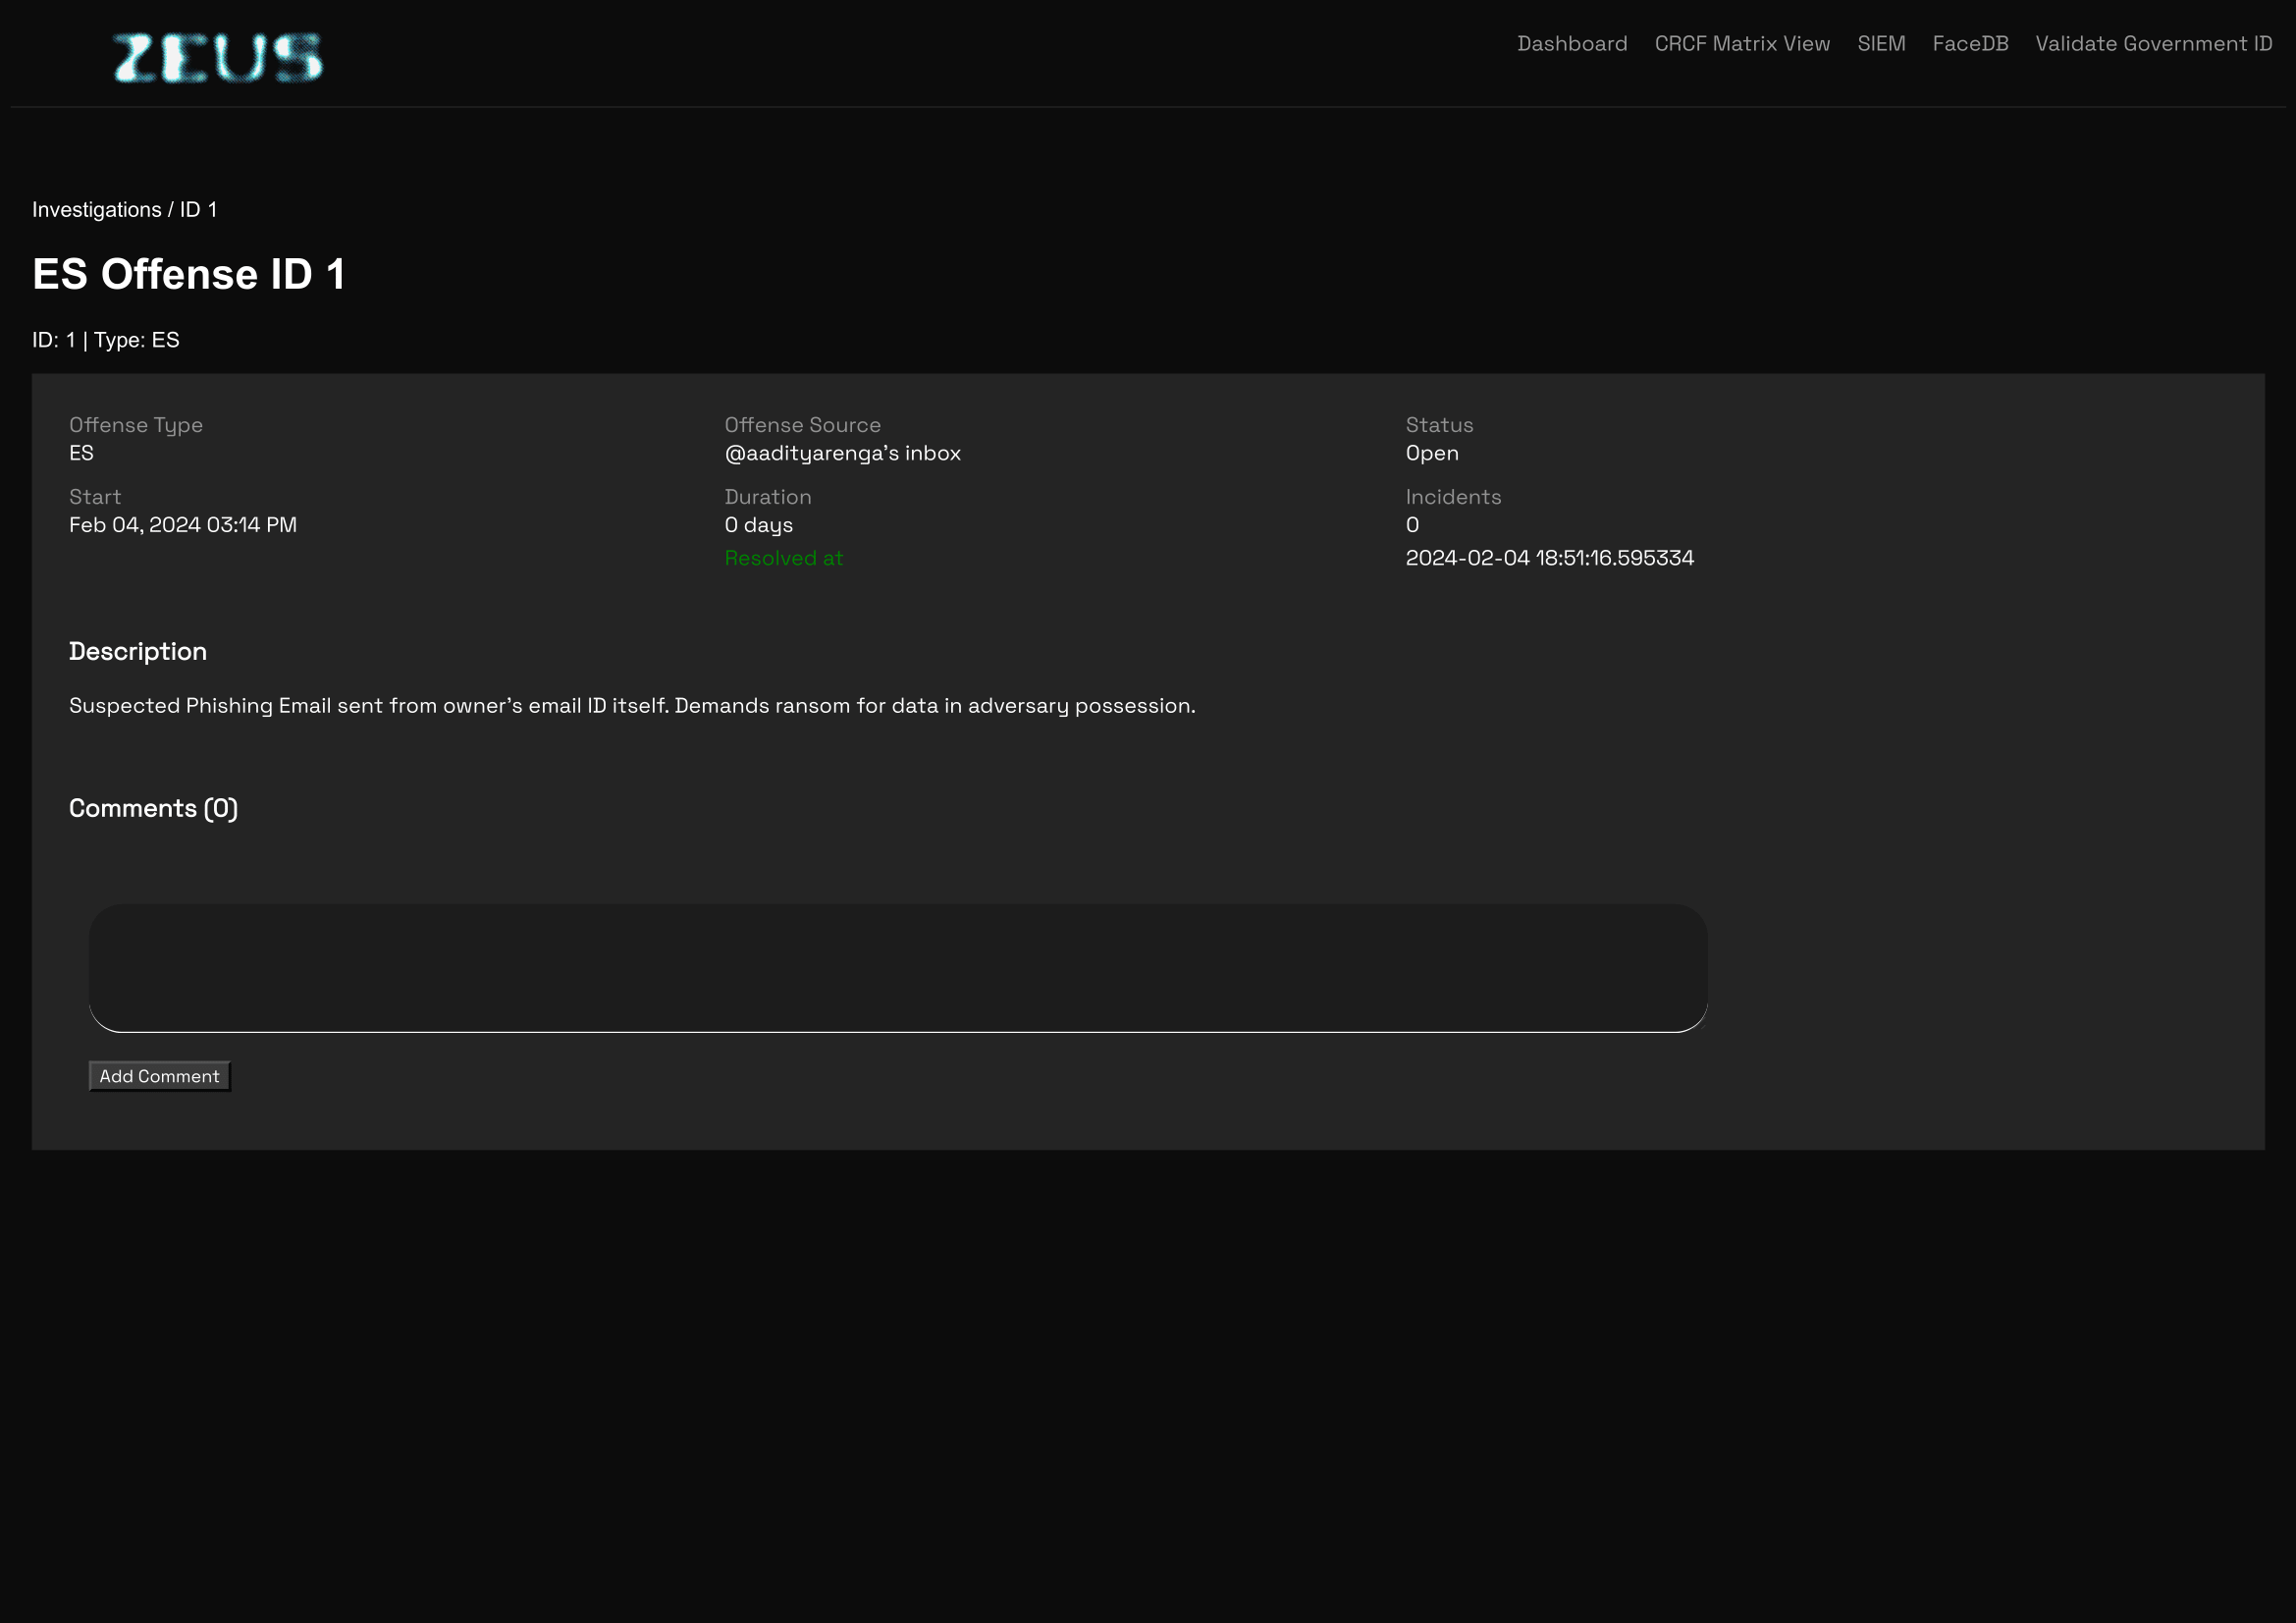 ZEUS
Dashboard CRCF Matrix View SIEM FaceDB Validate Government ID
Investigations / ID 1
ES Offense ID 1
ID: 1 | Type: ES
Offense Type Offense Source Status
ES @aadityarenga's inbox Open
Start Duration Incidents
Feb 04, 2024 03:14 PM 0 days 0
Resolved at 2024-02-04 18:51:16.595334
Description
Suspected Phishing Email sent from owner's email ID itself. Demands ransom for data in adversary possession.
Comments (0)
Add Comment